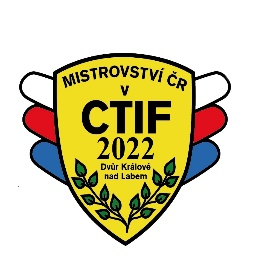 MISTROVSTVÍ ČR
V
CTIF
2022
Dvůr Králové
nad Labem